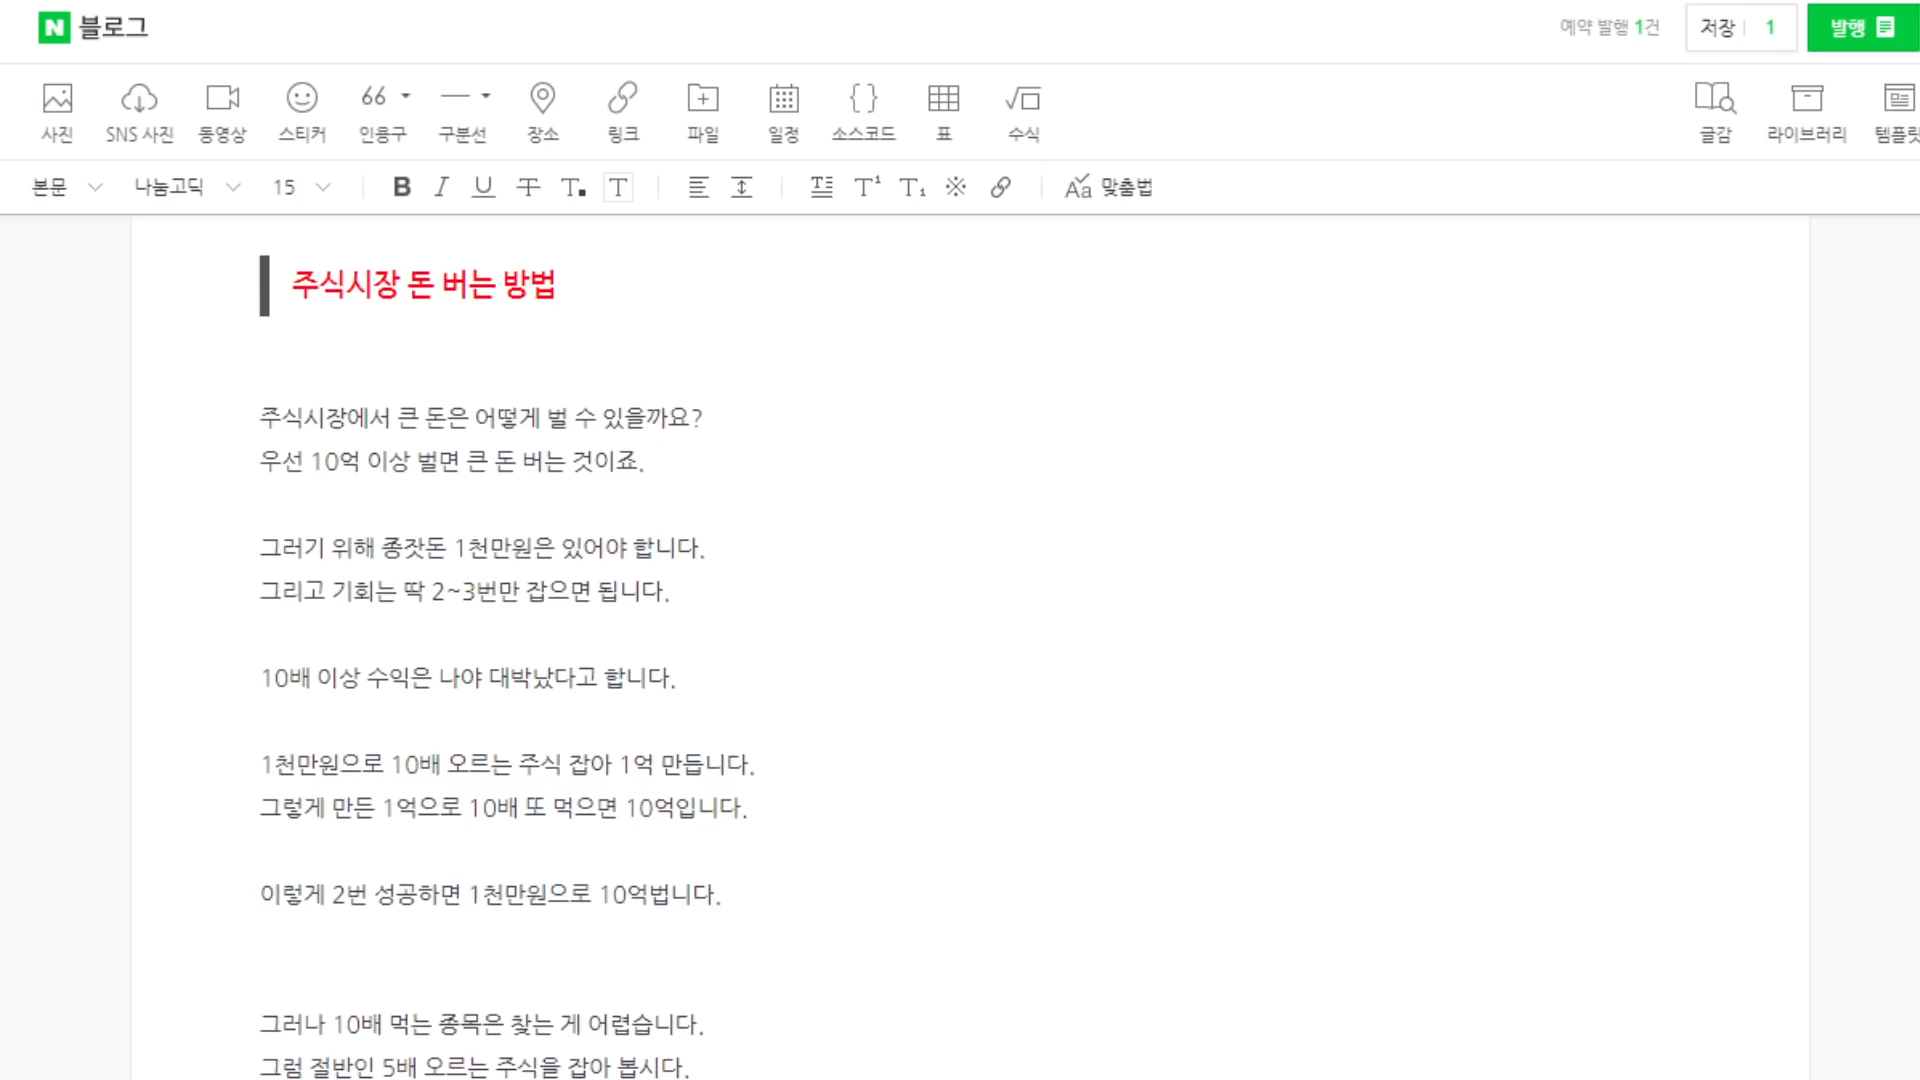 N 블로그
예약 발행 1건
저장 1
발행
사진
SNS 사진
동영상
스티커
66
인용구
구분선
장소
링크
파일
일정
{} 소스코드
표
수식
글감
라이브러리
템플릿
본문
나눔고딕
15
B I U T T. T
T T¹ T₁ ※
Aa 맞춤법
주식시장 돈 버는 방법
주식시장에서 큰 돈은 어떻게 벌 수 있을까요?
우선 10억 이상 벌면 큰 돈 버는 것이죠.
그러기 위해 종잣돈 1천만원은 있어야 합니다.
그리고 기회는 딱 2~3번만 잡으면 됩니다.
10배 이상 수익은 나야 대박났다고 합니다.
1천만원으로 10배 오르는 주식 잡아 1억 만듭니다.
그렇게 만든 1억으로 10배 또 먹으면 10억입니다.
이렇게 2번 성공하면 1천만원으로 10억법니다.
그러나 10배 먹는 종목은 찾는 게 어렵습니다.
그럼 절반인 5배 오르는 주식을 잡아 봅시다.